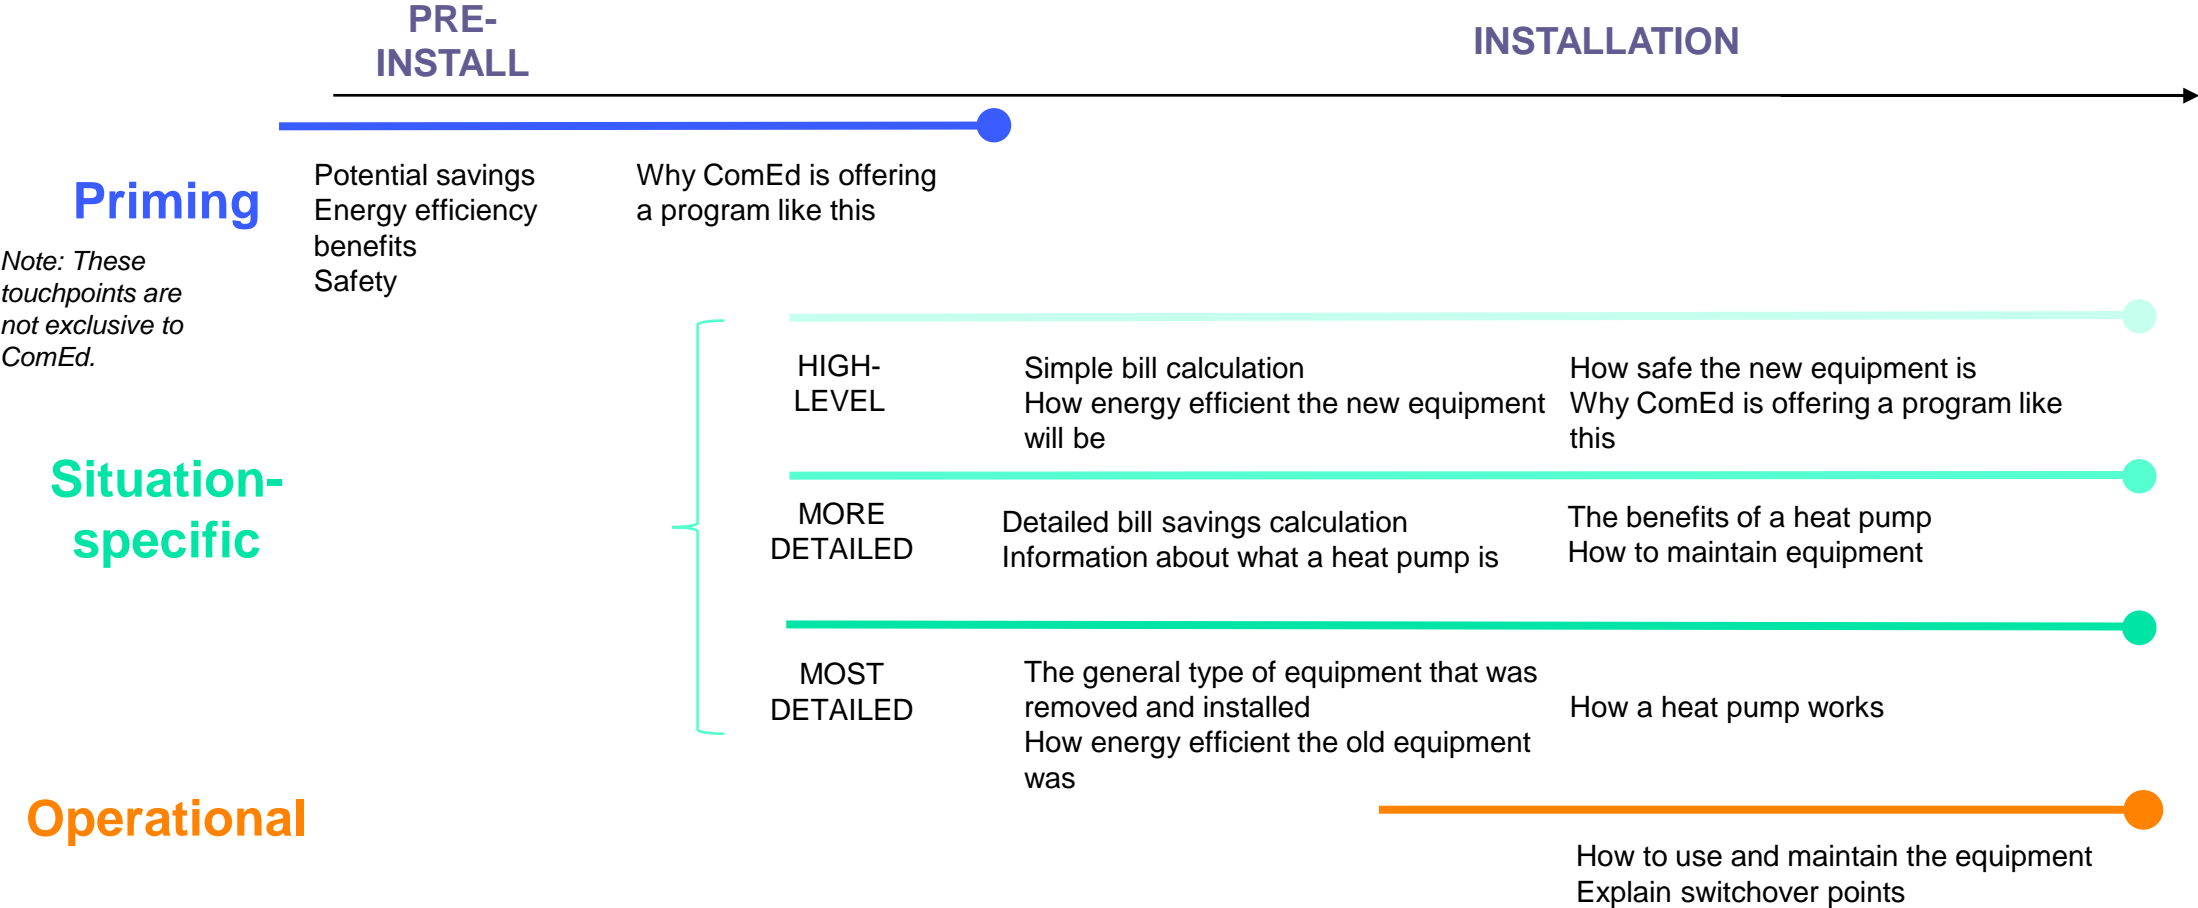 PRE-
INSTALL
INSTALLATION
Priming
Note: These
touchpoints are
not exclusive to
ComEd.
Potential savings
Energy efficiency
benefits
Safety
Why ComEd is offering
a program like this
Situation-
specific
HIGH-
LEVEL
Simple bill calculation
How energy efficient the new equipment
will be
How safe the new equipment is
Why ComEd is offering a program like
this
MORE
DETAILED
Detailed bill savings calculation
Information about what a heat pump is
The benefits of a heat pump
How to maintain equipment
MOST
DETAILED
The general type of equipment that was
removed and installed
How energy efficient the old equipment
was
How a heat pump works
Operational
How to use and maintain the equipment
Explain switchover points